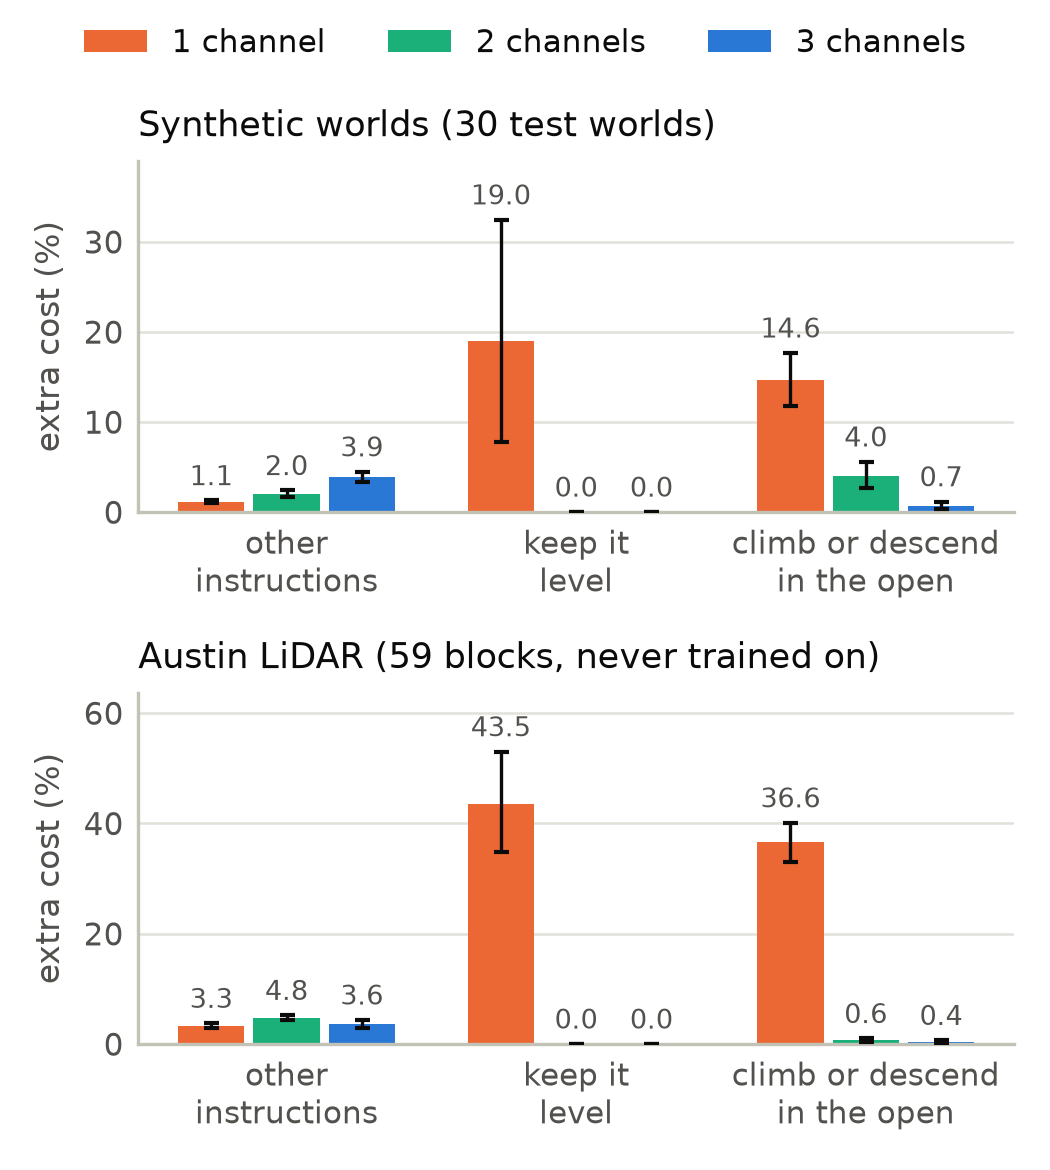 1 channel 2 channels 3 channels
Synthetic worlds (30 test worlds)
extra cost (%)
30
20
10
0
19.0
14.6
1.1 2.0 3.9 0.0 0.0 4.0 0.7
other instructions
keep it level
climb or descend in the open
Austin LiDAR (59 blocks, never trained on)
extra cost (%)
60
40
20
0
43.5
36.6
3.3 4.8 3.6 0.0 0.0 0.6 0.4
other instructions
keep it level
climb or descend in the open